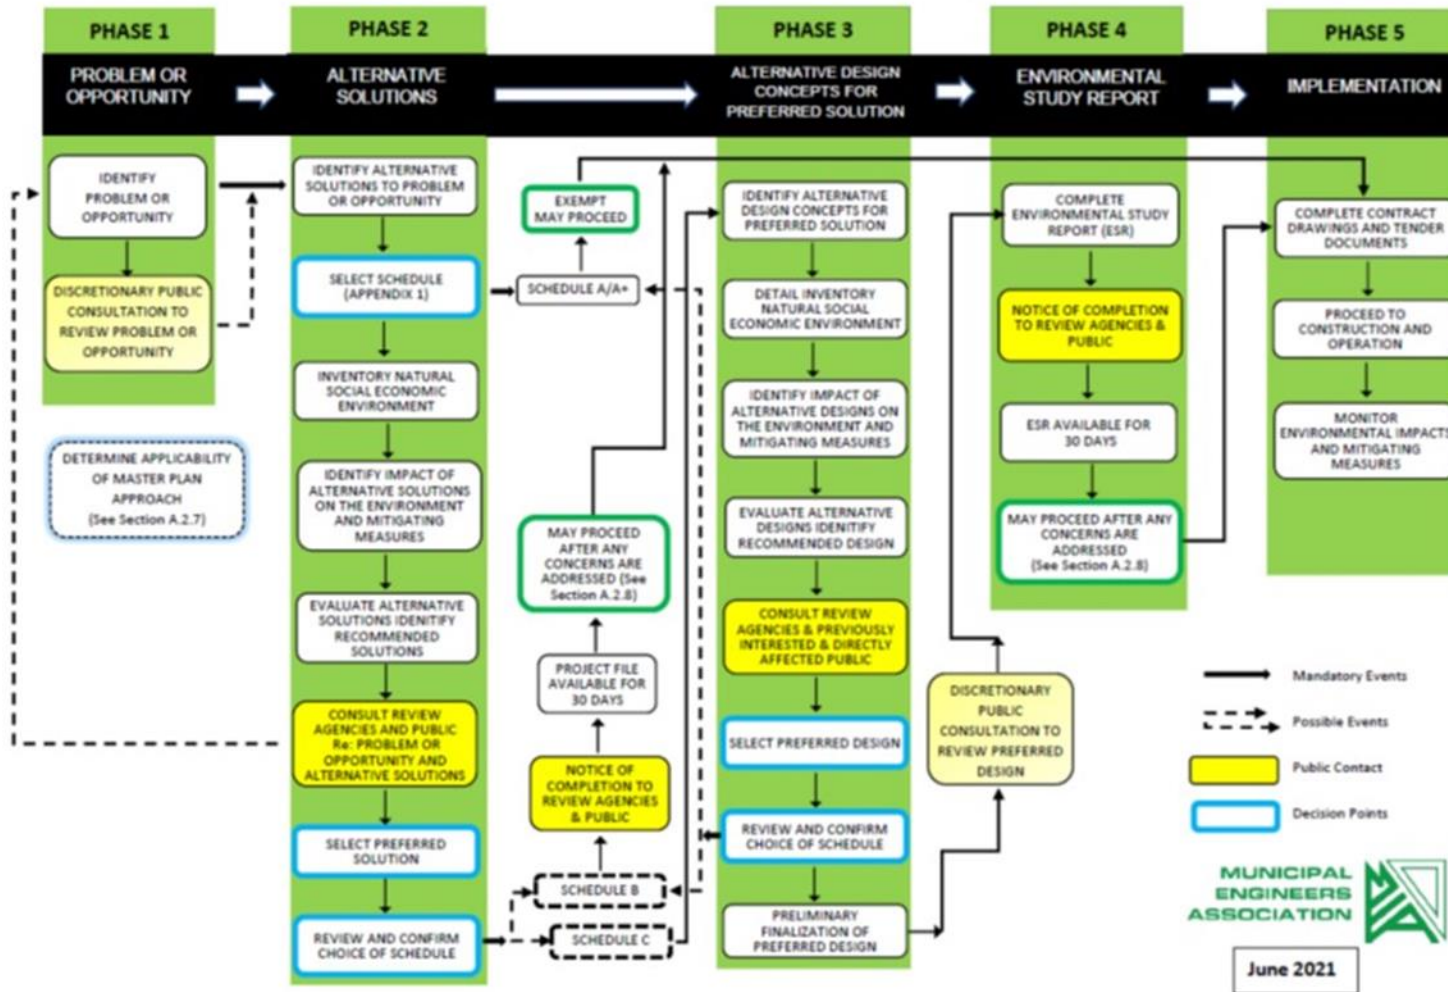 PHASE 1
PHASE 2
PHASE 3
PHASE 4
PHASE 5
PROBLEM OR
OPPORTUNITY
ALTERNATIVE
SOLUTIONS
ALTERNATIVE DESIGN
CONCEPTS FOR
PREFERRED SOLUTION
ENVIRONMENTAL
STUDY REPORT
IMPLEMENTATION
IDENTIFY
PROBLEM OR
OPPORTUNITY
DISCRETIONARY PUBLIC
CONSULTATION TO
REVIEW PROBLEM OR
OPPORTUNITY
DETERMINE APPLICABILITY
OF MASTER PLAN
APPROACH
(See Section A.2.7)
IDENTIFY ALTERNATIVE
SOLUTIONS TO PROBLEM
OR OPPORTUNITY
SELECT SCHEDULE
(APPENDIX 1)
INVENTORY NATURAL
SOCIAL ECONOMIC
ENVIRONMENT
IDENTIFY IMPACT OF
ALTERNATIVE SOLUTIONS
ON THE ENVIRONMENT
AND MITIGATING
MEASURES
EVALUATE ALTERNATIVE
SOLUTIONS IDENITIFY
RECOMMENDED
SOLUTIONS
CONSULT REVIEW
AGENCIES AND PUBLIC
Re: PROBLEM OR
OPPORTUNITY AND
ALTERNATIVE SOLUTIONS
SELECT PREFERRED
SOLUTION
REVIEW AND CONFIRM
CHOICE OF SCHEDULE
EXEMPT
MAY PROCEED
SCHEDULE A/A+
MAY PROCEED
AFTER ANY
CONCERNS ARE
ADDRESSED (See
Section A.2.8)
PROJECT FILE
AVAILABLE FOR
30 DAYS
NOTICE OF
COMPLETION TO
REVIEW AGENCIES
& PUBLIC
SCHEDULE B
SCHEDULE C
IDENTIFY ALTERNATIVE
DESIGN CONCEPTS FOR
PREFERRED SOLUTION
DETAIL INVENTORY
NATURAL SOCIAL
ECONOMIC ENVIRONMENT
IDENTIFY IMPACT OF
ALTERNATIVE DESIGNS ON
THE ENVIRONMENT AND
MITIGATING MEASURES
EVALUATE ALTERNATIVE
DESIGNS IDENITIFY
RECOMMENDED DESIGN
CONSULT REVIEW
AGENCIES & PREVIOUSLY
INTERESTED & DIRECTLY
AFFECTED PUBLIC
SELECT PREFERRED DESIGN
REVIEW AND CONFIRM
CHOICE OF SCHEDULE
PRELIMINARY
FINALIZATION OF
PREFERRED DESIGN
DISCRETIONARY
PUBLIC
CONSULTATION TO
REVIEW PREFERRED
DESIGN
COMPLETE
ENVIRONMENTAL STUDY
REPORT (ESR)
NOTICE OF COMPLETION
TO REVIEW AGENCIES &
PUBLIC
ESR AVAILABLE FOR
30 DAYS
MAY PROCEED AFTER ANY
CONCERNS ARE
ADDRESSED
(See Section A.2.8)
COMPLETE CONTRACT
DRAWINGS AND TENDER
DOCUMENTS
PROCEED TO
CONSTRUCTION AND
OPERATION
MONITOR
ENVIRONMENTAL IMPACTS
AND MITIGATING
MEASURES
Mandatory Events
Possible Events
Public Contact
Decision Points
MUNICIPAL
ENGINEERS
ASSOCIATION
June 2021